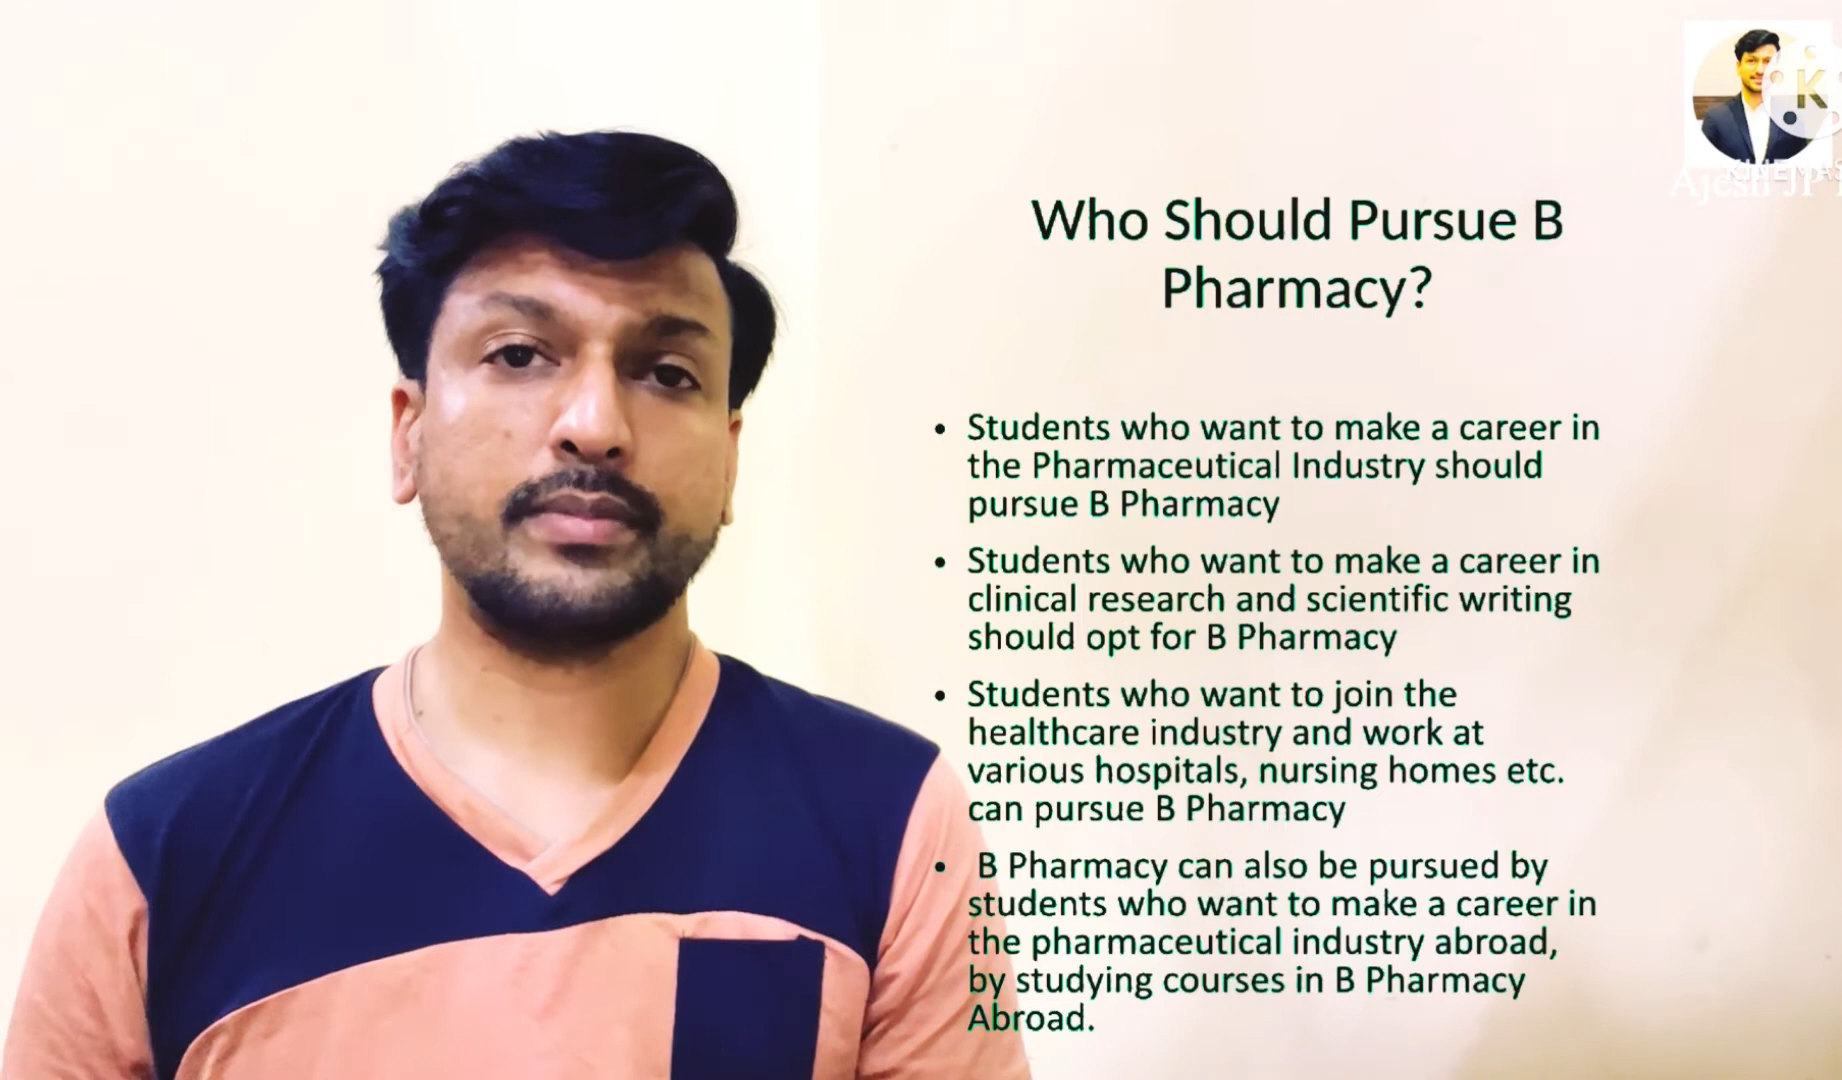 K
Ajesh JP
Who Should Pursue B
Pharmacy?
• Students who want to make a career in
the Pharmaceutical Industry should
pursue B Pharmacy
• Students who want to make a career in
clinical research and scientific writing
should opt for B Pharmacy
• Students who want to join the
healthcare industry and work at
various hospitals, nursing homes etc.
can pursue B Pharmacy
• B Pharmacy can also be pursued by
students who want to make a career in
the pharmaceutical industry abroad,
by studying courses in B Pharmacy
Abroad.